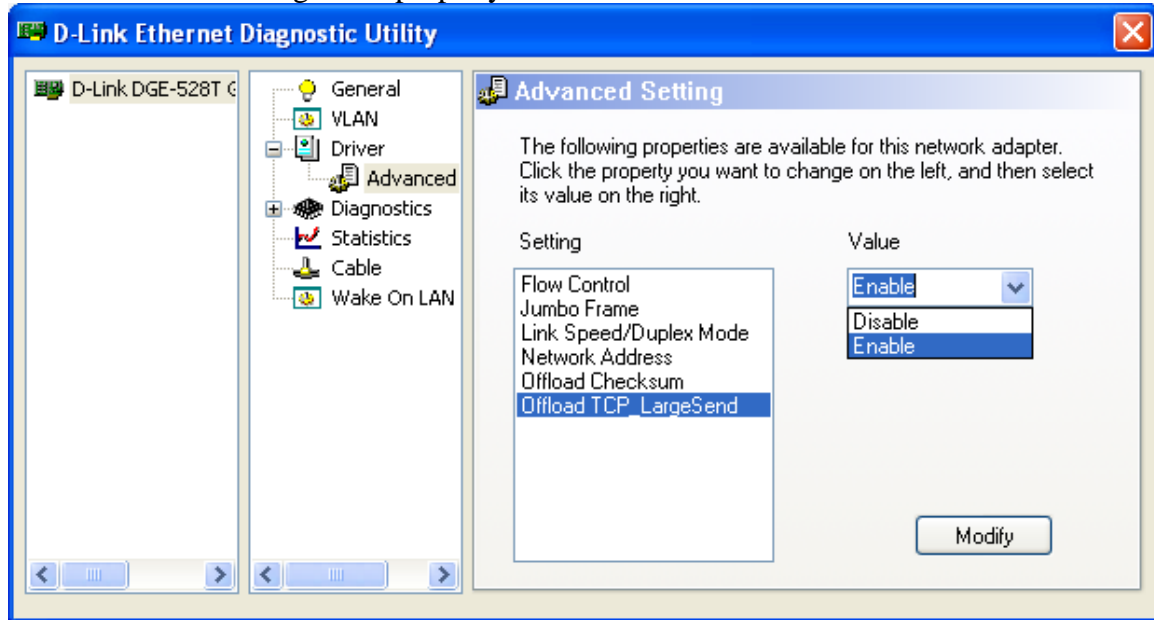 D-Link Ethernet Diagnostic Utility
D-Link DGE-528T G
General
VLAN
Driver
Advanced
Diagnostics
Statistics
Cable
Wake On LAN
Advanced Setting
The following properties are available for this network adapter.
Click the property you want to change on the left, and then select
its value on the right.
Setting
Value
Flow Control
Jumbo Frame
Link Speed/Duplex Mode
Network Address
Offload Checksum
Offload TCP_LargeSend
Enable
Disable
Enable
Modify